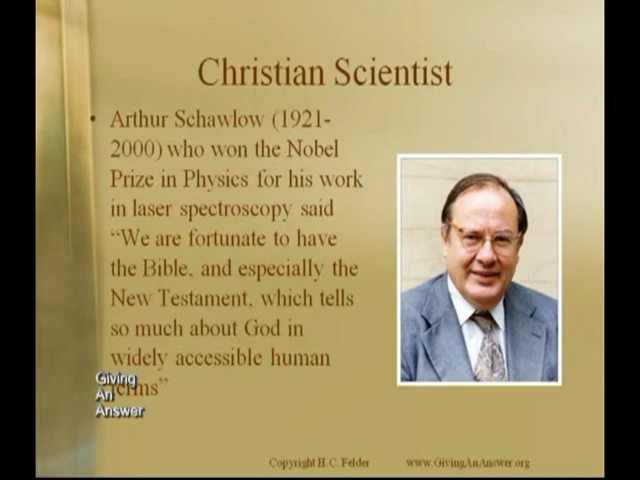 Christian Scientist
• Arthur Schawlow (1921-
2000) who won the Nobel
Prize in Physics for his work
in laser spectroscopy said
“We are fortunate to have
the Bible, and especially the
New Testament, which tells
so much about God in
widely accessible human
terms”
Giving
An
Answer
Copyright H.C. Felder www.GivingAnAnswer.org